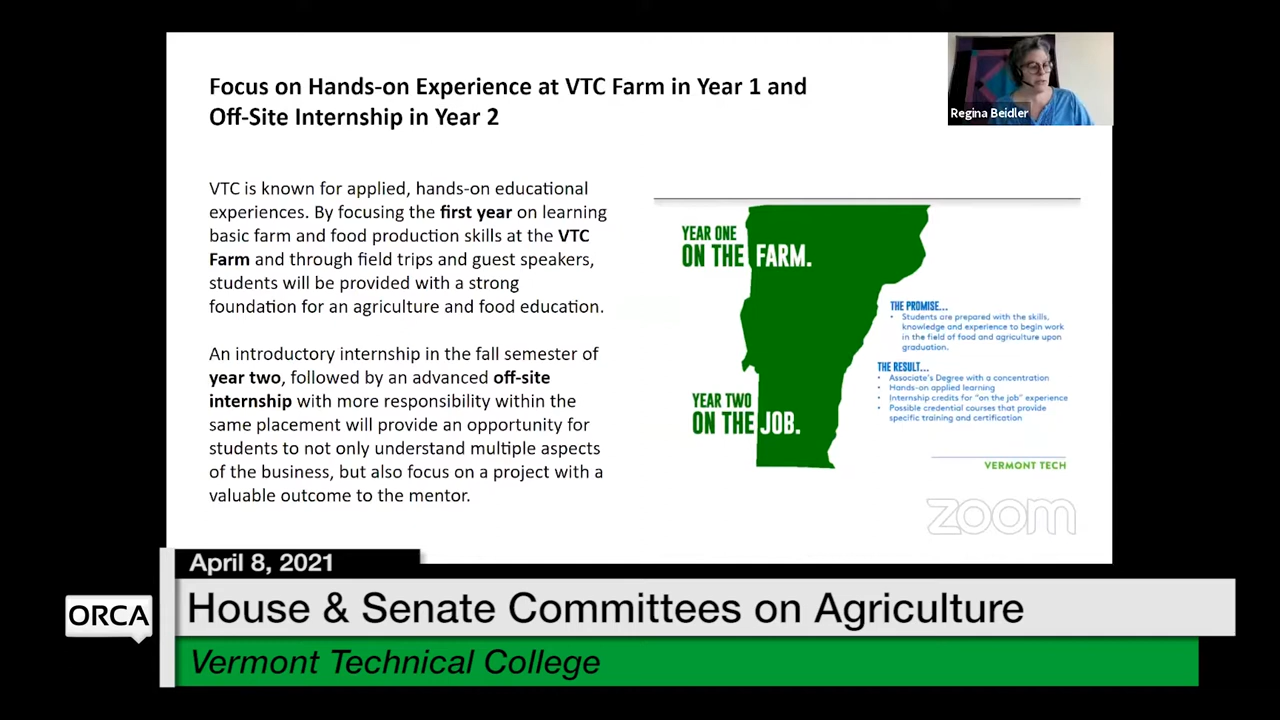 Focus on Hands-on Experience at VTC Farm in Year 1 and
Off-Site Internship in Year 2
Regina Beidler
VTC is known for applied, hands-on educational
experiences. By focusing the first year on learning
basic farm and food production skills at the VTC
Farm and through field trips and guest speakers,
students will be provided with a strong
foundation for an agriculture and food education.
An introductory internship in the fall semester of
year two, followed by an advanced off-site
internship with more responsibility within the
same placement will provide an opportunity for
students to not only understand multiple aspects
of the business, but also focus on a project with a
valuable outcome to the mentor.
YEAR ONE
ON THE FARM.
THE PROMISE...
• Students are prepared with the skills,
knowledge and experience to begin work
in the field of food and agriculture upon
graduation.
THE RESULT...
• Associate's Degree with a concentration
• Hands-on applied learning
• Internship credits for "on the job" experience
• Possible credential courses that provide
specific training and certification
YEAR TWO
ON THE JOB.
VERMONT TECH
zoom
April 8, 2021
ORCA
House & Senate Committees on Agriculture
Vermont Technical College